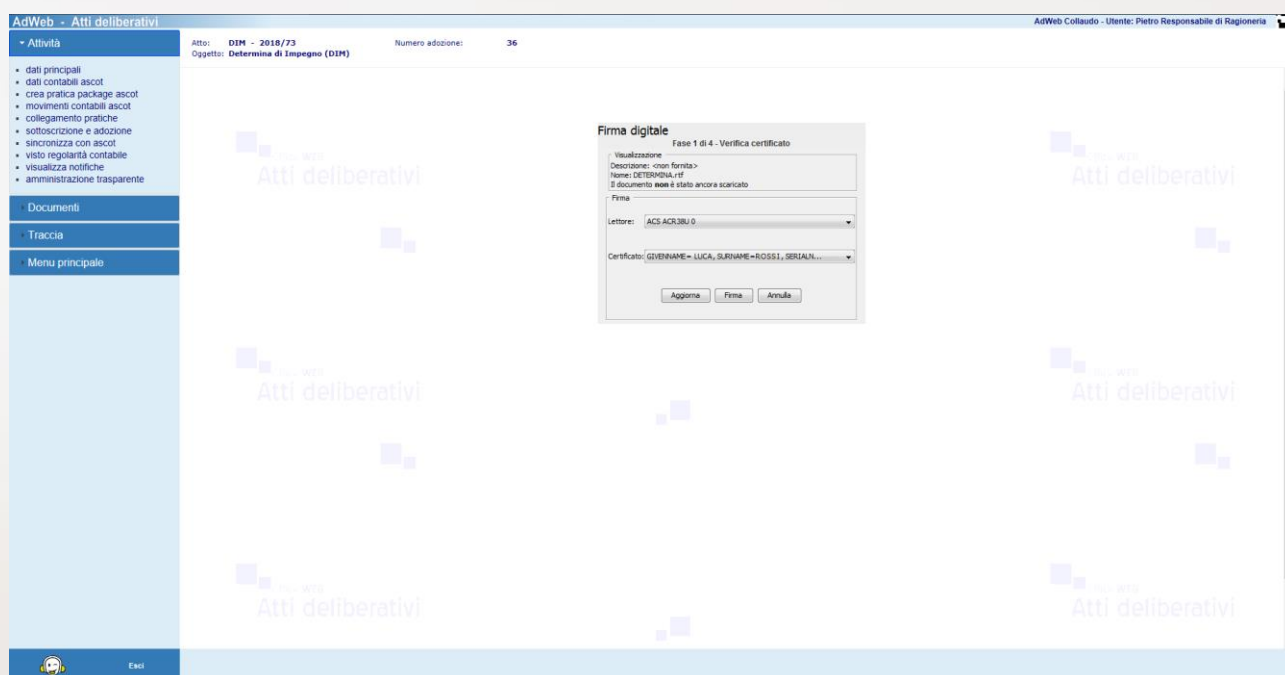 AdWeb - Atti deliberativi
AdWeb Collaudo - Utente: Pietro Responsabile di Ragioneria
Attività
Atto: DIM - 2018/73 Numero adozione: 36
Oggetto: Determina di Impegno (DIM)
dati principali
dati contabili ascot
crea pratica package ascot
movimenti contabili ascot
collegamento pratiche
sottoscrizione e adozione
sincronizza con ascot
visto regolarità contabile
visualizza notifiche
amministrazione trasparente
Documenti
Traccia
Menu principale
Firma digitale
Fase 1 di 4 - Verifica certificato
Visualizzazione
Descrizione: <non fornita>
Nome: DETERMINA.rtf
Il documento non è stato ancora scaricato
Firma
Lettore: ACS ACR38U 0
Certificato: GIVENNAME= LUCA, SURNAME=ROSSI, SERIALN...
Aggiorna Firma Annulla
Atti deliberativi
Atti deliberativi
Atti deliberativi
Atti deliberativi
Atti deliberativi
Atti deliberativi
Esci